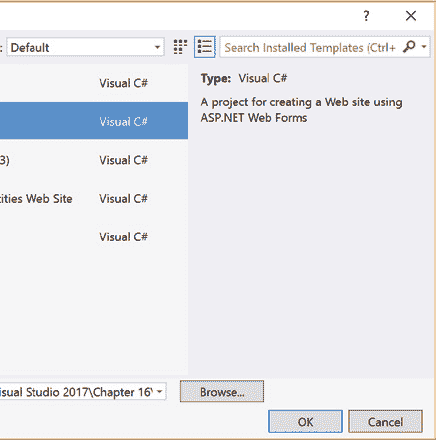 ?
: Default
Search Installed Templates (Ctrl+
Visual C#
Type: Visual C#
A project for creating a Web site using
ASP.NET Web Forms
Visual C#
3)
Visual C#
tities Web Site
Visual C#
Visual C#
isual Studio 2017\Chapter 16\
Browse...
OK
Cancel